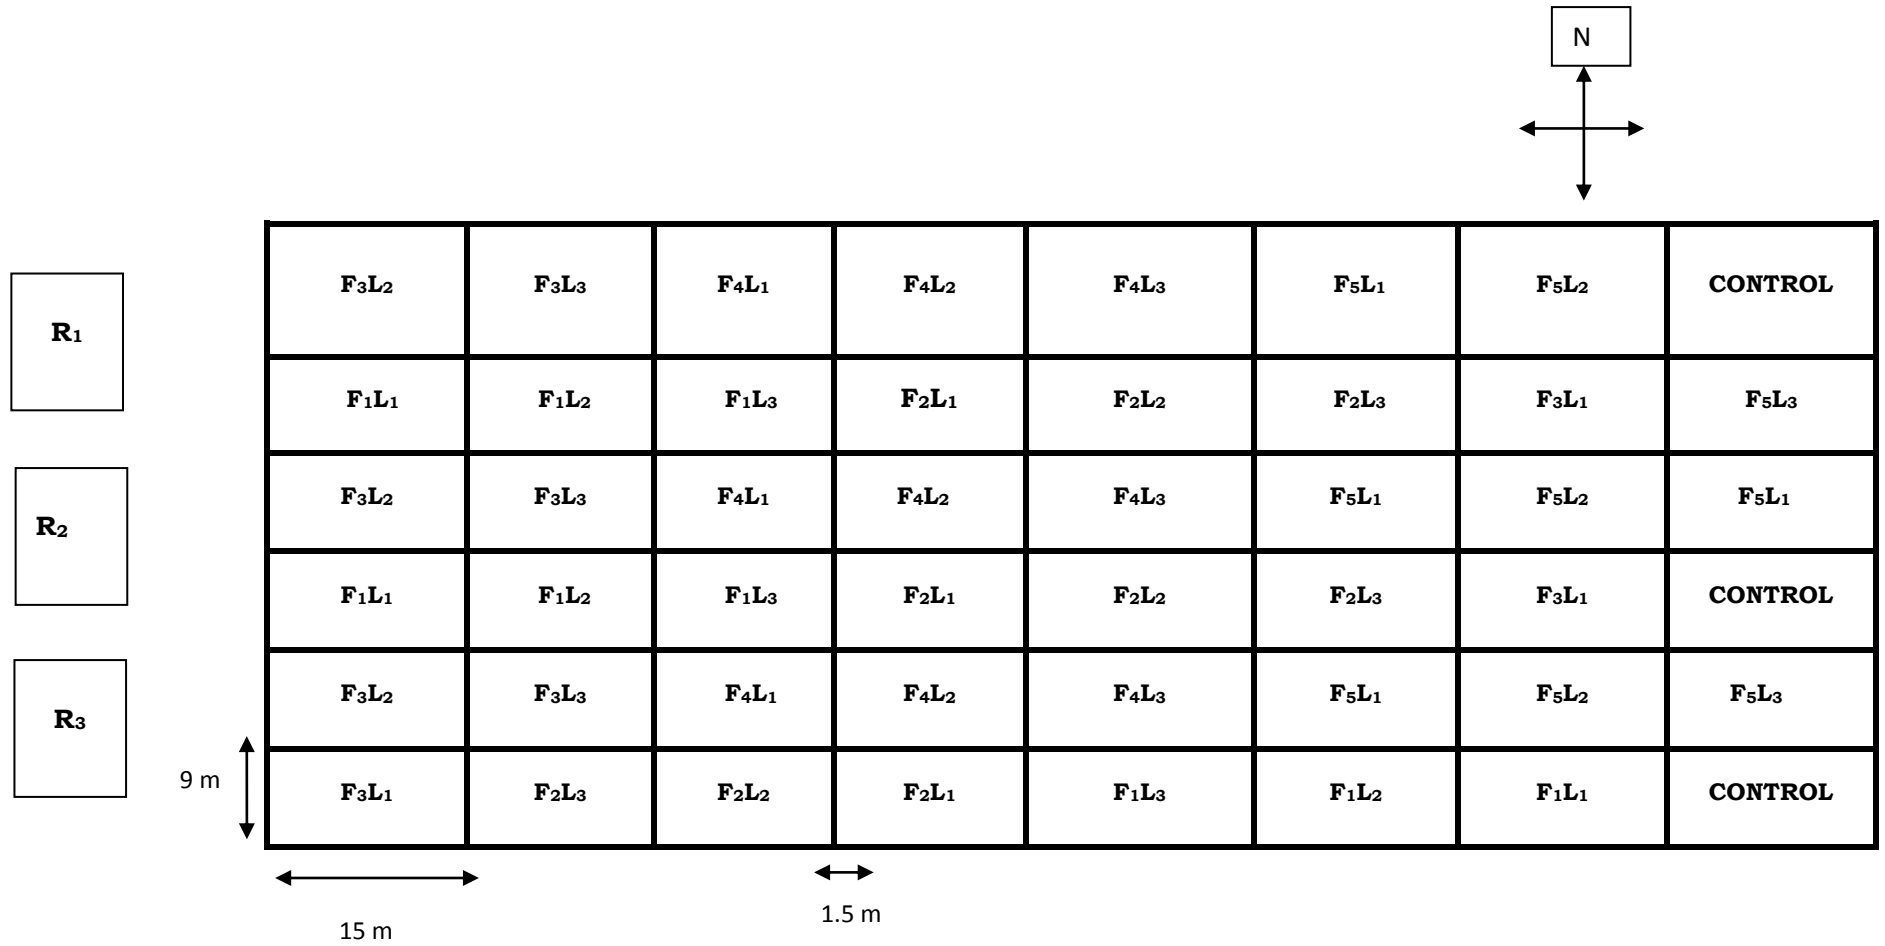 N
F₃L₂ F₃L₃ F₄L₁ F₄L₂ F₄L₃ F₅L₁ F₅L₂ CONTROL
R₁
F₁L₁ F₁L₂ F₁L₃ F₂L₁ F₂L₂ F₂L₃ F₃L₁ F₅L₃
F₃L₂ F₃L₃ F₄L₁ F₄L₂ F₄L₃ F₅L₁ F₅L₂ F₅L₁
R₂
F₁L₁ F₁L₂ F₁L₃ F₂L₁ F₂L₂ F₂L₃ F₃L₁ CONTROL
F₃L₂ F₃L₃ F₄L₁ F₄L₂ F₄L₃ F₅L₁ F₅L₂ F₅L₃
R₃
9 m
F₃L₁ F₂L₃ F₂L₂ F₂L₁ F₁L₃ F₁L₂ F₁L₁ CONTROL
1.5 m
15 m